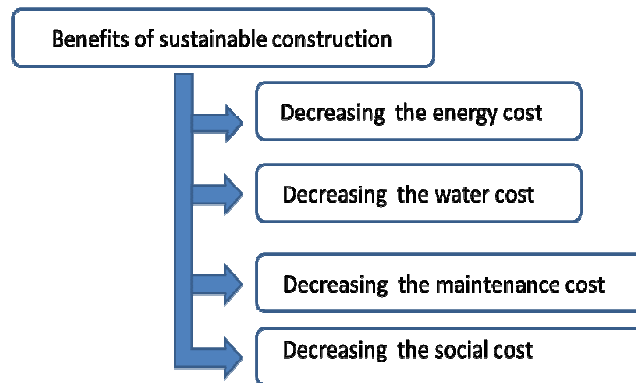 Benefits of sustainable construction
Decreasing the energy cost
Decreasing the water cost
Decreasing the maintenance cost
Decreasing the social cost